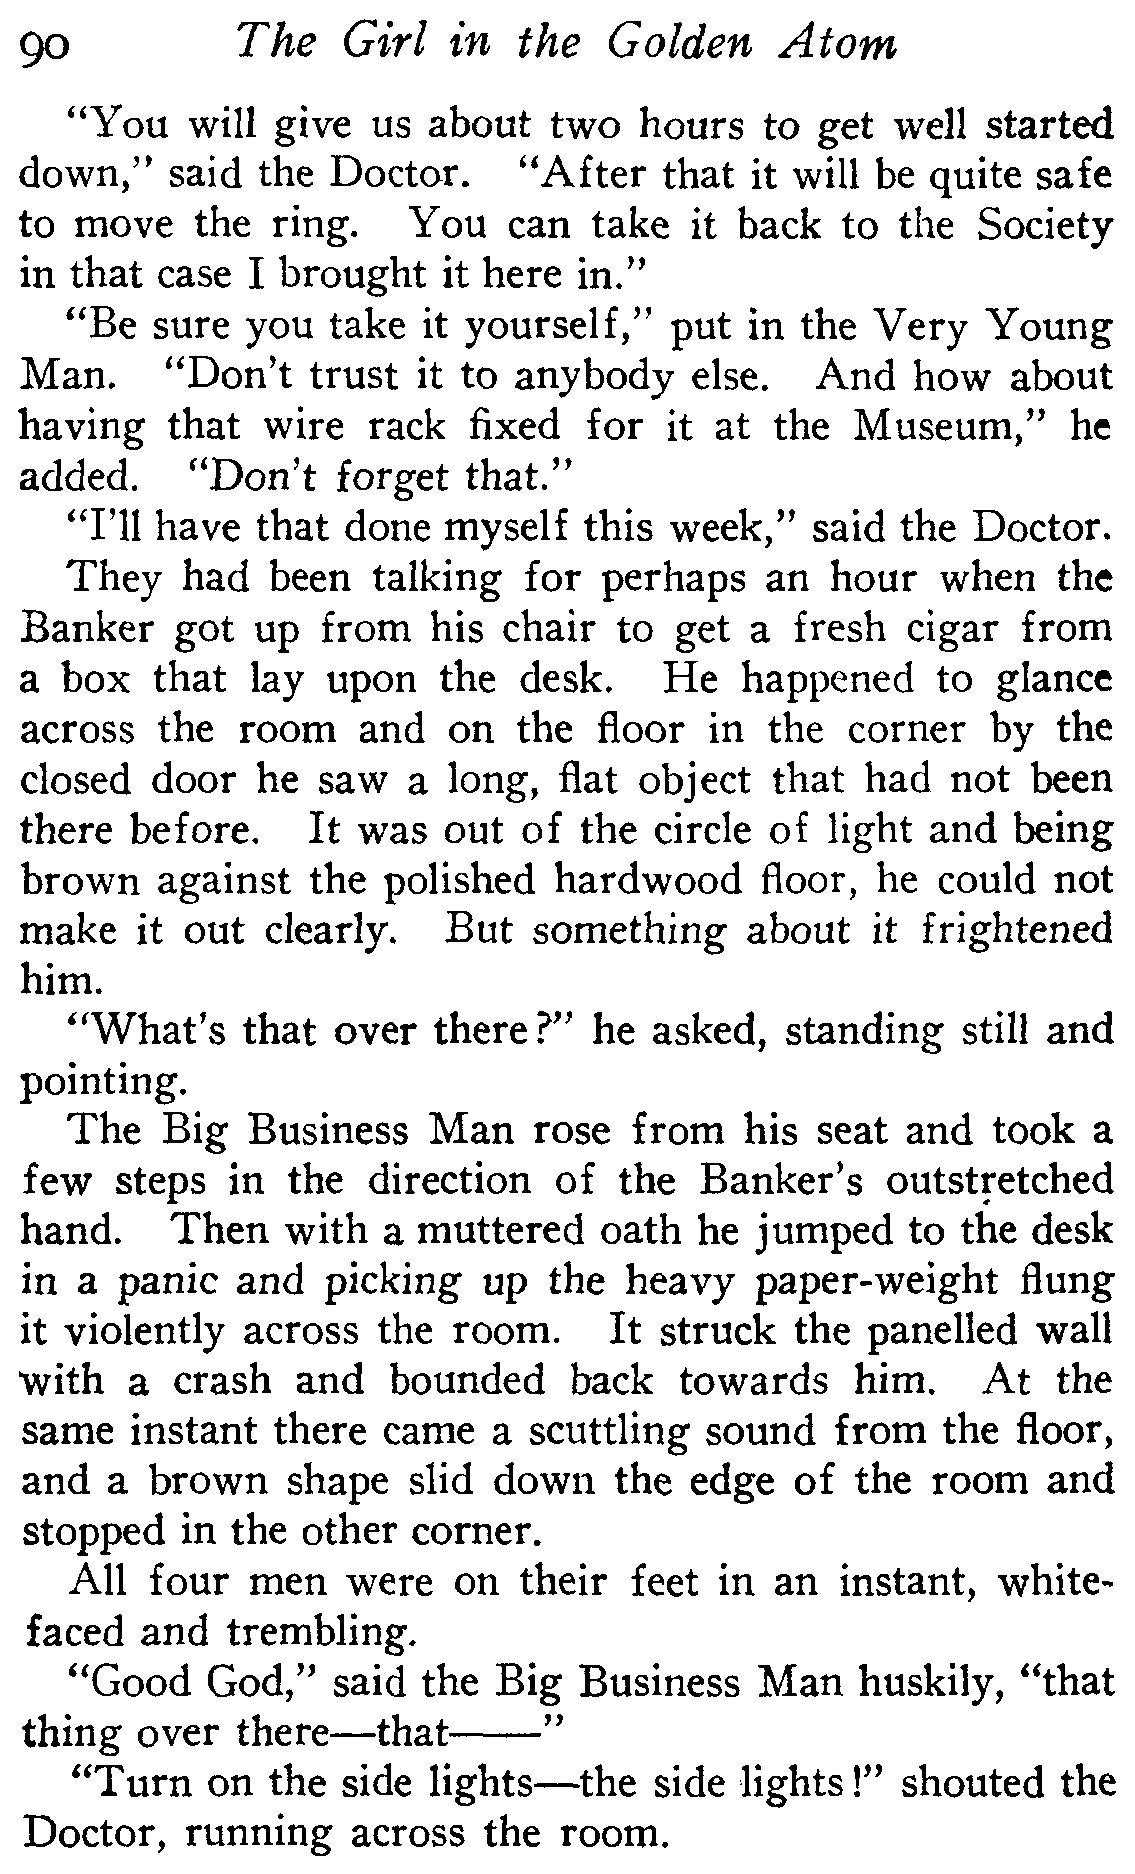 90 The Girl in the Golden Atom
"You will give us about two hours to get well started
down," said the Doctor. "After that it will be quite safe
to move the ring. You can take it back to the Society
in that case I brought it here in."
"Be sure you take it yourself," put in the Very Young
Man. "Don't trust it to anybody else. And how about
having that wire rack fixed for it at the Museum," he
added. "Don't forget that."
"I'll have that done myself this week," said the Doctor.
They had been talking for perhaps an hour when the
Banker got up from his chair to get a fresh cigar from
a box that lay upon the desk. He happened to glance
across the room and on the floor in the corner by the
closed door he saw a long, flat object that had not been
there before. It was out of the circle of light and being
brown against the polished hardwood floor, he could not
make it out clearly. But something about it frightened
him.
"What's that over there?" he asked, standing still and
pointing.
The Big Business Man rose from his seat and took a
few steps in the direction of the Banker's outstretched
hand. Then with a muttered oath he jumped to the desk
in a panic and picking up the heavy paper-weight flung
it violently across the room. It struck the panelled wall
with a crash and bounded back towards him. At the
same instant there came a scuttling sound from the floor,
and a brown shape slid down the edge of the room and
stopped in the other corner.
All four men were on their feet in an instant, white-
faced and trembling.
"Good God," said the Big Business Man huskily, "that
thing over there—that——"
"Turn on the side lights—the side lights!" shouted the
Doctor, running across the room.